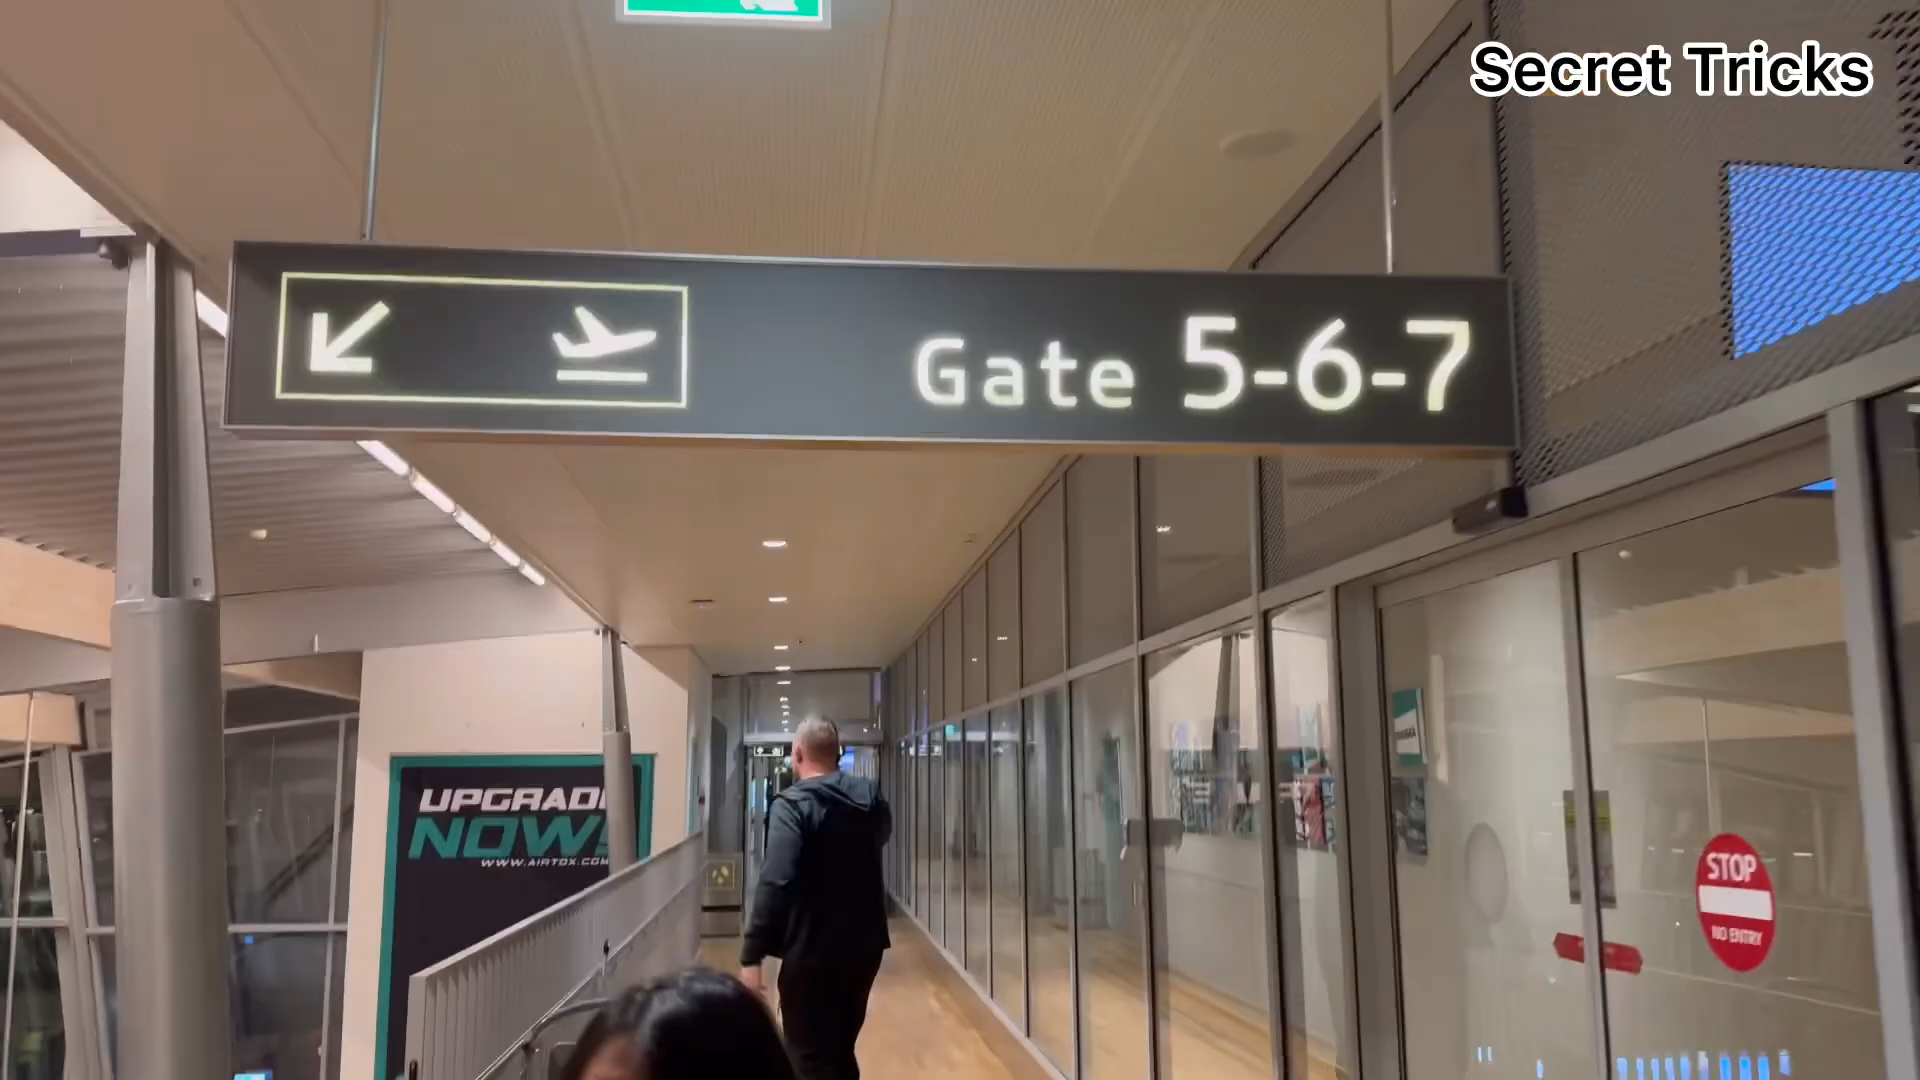 Secret Tricks
Gate 5-6-7
UPGRADE
NOW!
WWW.AIRTOX.COM
STOP
NO ENTRY